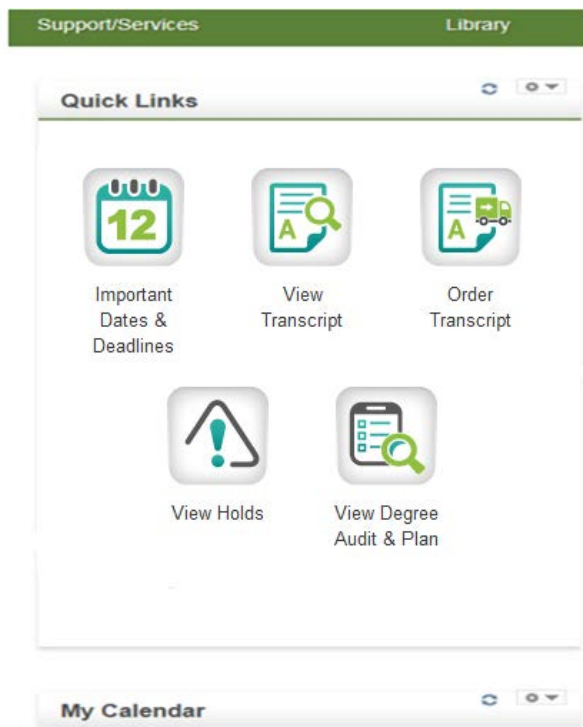 Support/Services Library
Quick Links
12
A
A
Important
Dates &
Deadlines
View
Transcript
Order
Transcript
View Holds
View Degree
Audit & Plan
My Calendar